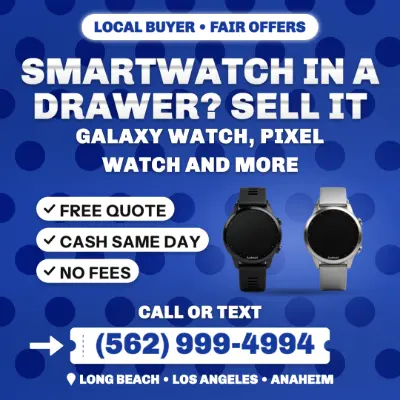 LOCAL BUYER • FAIR OFFERS
SMARTWATCH IN A
DRAWER? SELL IT
GALAXY WATCH, PIXEL
WATCH AND MORE
FREE QUOTE
CASH SAME DAY
NO FEES
CALL OR TEXT
(562) 999-4994
LONG BEACH • LOS ANGELES • ANAHEIM